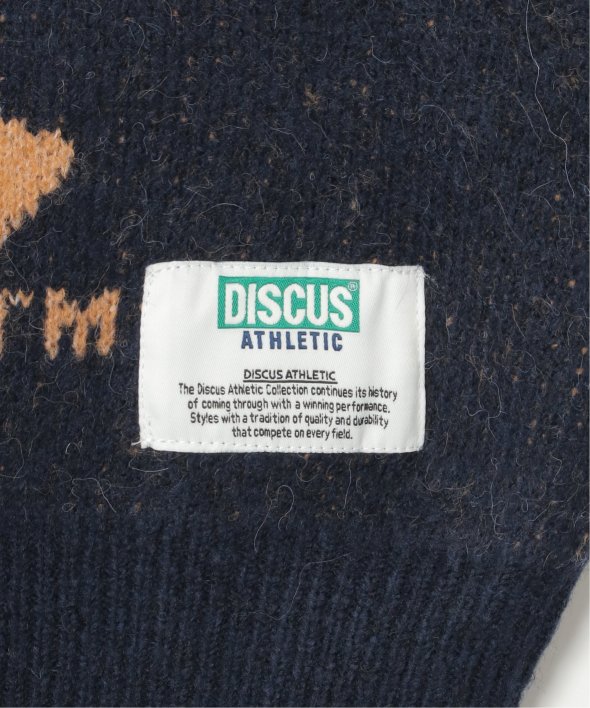 DISCUS®
ATHLETIC
DISCUS ATHLETIC
The Discus Athletic Collection continues its history
of coming through with a winning performance.
Styles with a tradition of quality and durability
that compete on every field.